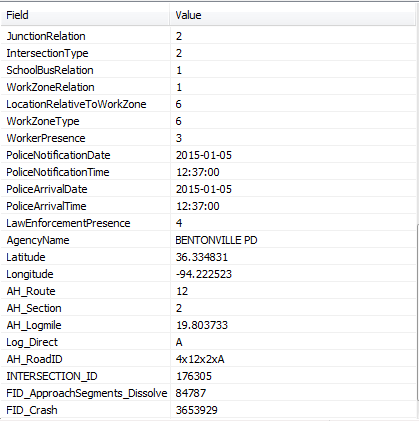 Field Value
JunctionRelation 2
IntersectionType 2
SchoolBusRelation 1
WorkZoneRelation 1
LocationRelativeToWorkZone 6
WorkZoneType 6
WorkerPresence 3
PoliceNotificationDate 2015-01-05
PoliceNotificationTime 12:37:00
PoliceArrivalDate 2015-01-05
PoliceArrivalTime 12:37:00
LawEnforcementPresence 4
AgencyName BENTONVILLE PD
Latitude 36.334831
Longitude -94.222523
AH_Route 12
AH_Section 2
AH_Logmile 19.803733
Log_Direct A
AH_RoadID 4x12x2xA
INTERSECTION_ID 176305
FID_ApproachSegments_Dissolve 84787
FID_Crash 3653929